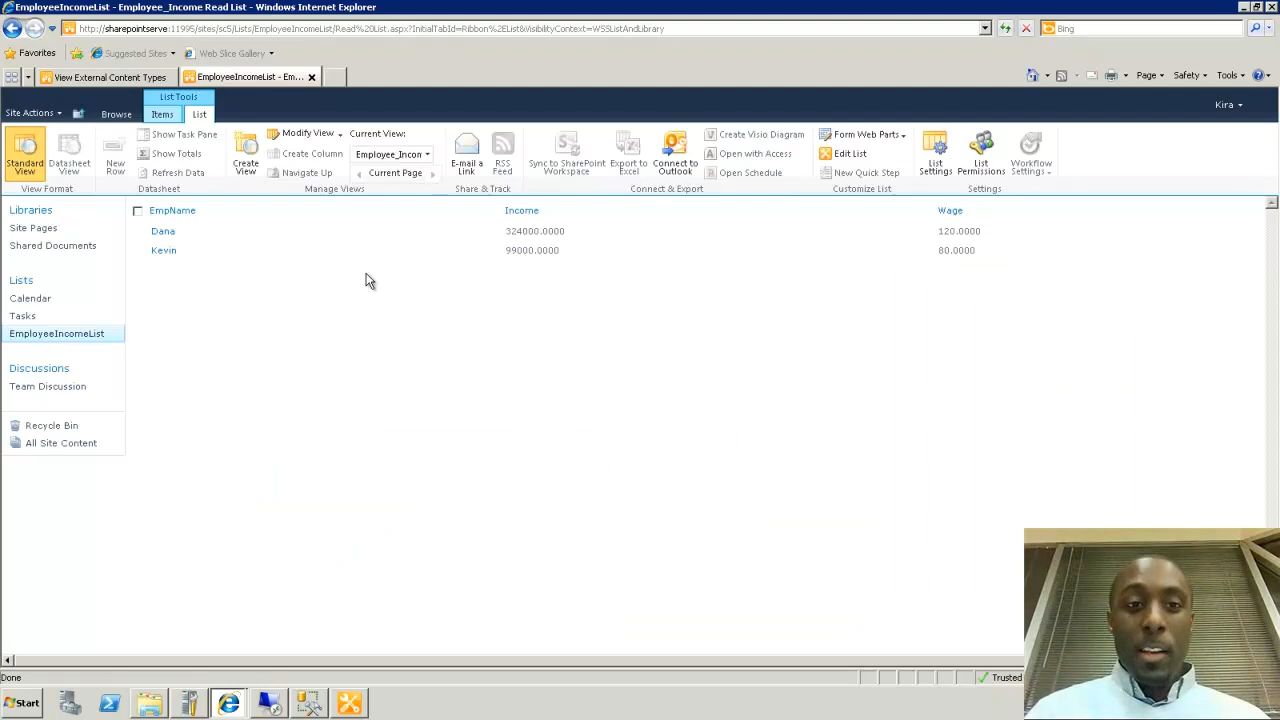 EmployeeIncomeList - Employee_Income Read List - Windows Internet Explorer
http://sharepointserve:11995/sites/sc5/Lists/EmployeeIncomeList/Read%20List.aspx?InitialTabId=Ribbon%2EList&VisibilityContext=WSSListAndLibrary
Bing
Favorites
Suggested Sites
Web Slice Gallery
View External Content Types
EmployeeIncomeList - Em...
Page
Safety
Tools
List Tools
Site Actions
Browse
Items
List
Kira
Standard View
Datasheet View
View Format
New Row
Show Task Pane
Show Totals
Refresh Data
Datasheet
Create View
Modify View
Create Column
Navigate Up
Current View:
Employee_Incon
Current Page
Manage Views
E-mail a Link
RSS Feed
Share & Track
Sync to SharePoint Workspace
Export to Excel
Connect to Outlook
Create Visio Diagram
Open with Access
Open Schedule
Connect & Export
Form Web Parts
Edit List
New Quick Step
Customize List
List Settings
List Permissions
Workflow Settings
Settings
Libraries
Site Pages
Shared Documents
Lists
Calendar
Tasks
EmployeeIncomeList
Discussions
Team Discussion
Recycle Bin
All Site Content
EmpName Income Wage
Dana 324000.0000 120.0000
Kevin 99000.0000 80.0000
Done
Trusted
Start